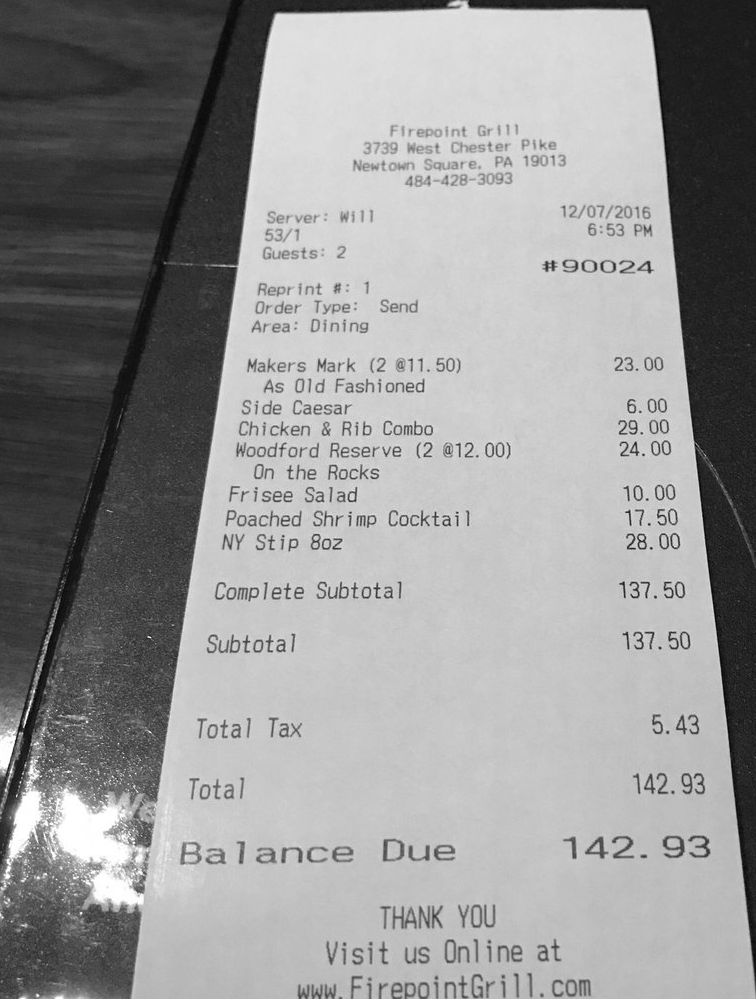 Firepoint Grill
3739 West Chester Pike
Newtown Square, PA 19013
484-428-3093
Server: Will 12/07/2016
53/1 6:53 PM
Guests: 2
#90024
Reprint #: 1
Order Type: Send
Area: Dining
Makers Mark (2 @11.50) 23.00
As Old Fashioned
Side Caesar 6.00
Chicken & Rib Combo 29.00
Woodford Reserve (2 @12.00) 24.00
On the Rocks
Frisee Salad 10.00
Poached Shrimp Cocktail 17.50
NY Stip 8oz 28.00
Complete Subtotal 137.50
Subtotal 137.50
Total Tax 5.43
Total 142.93
Balance Due 142.93
THANK YOU
Visit us Online at
www.FirepointGrill.com